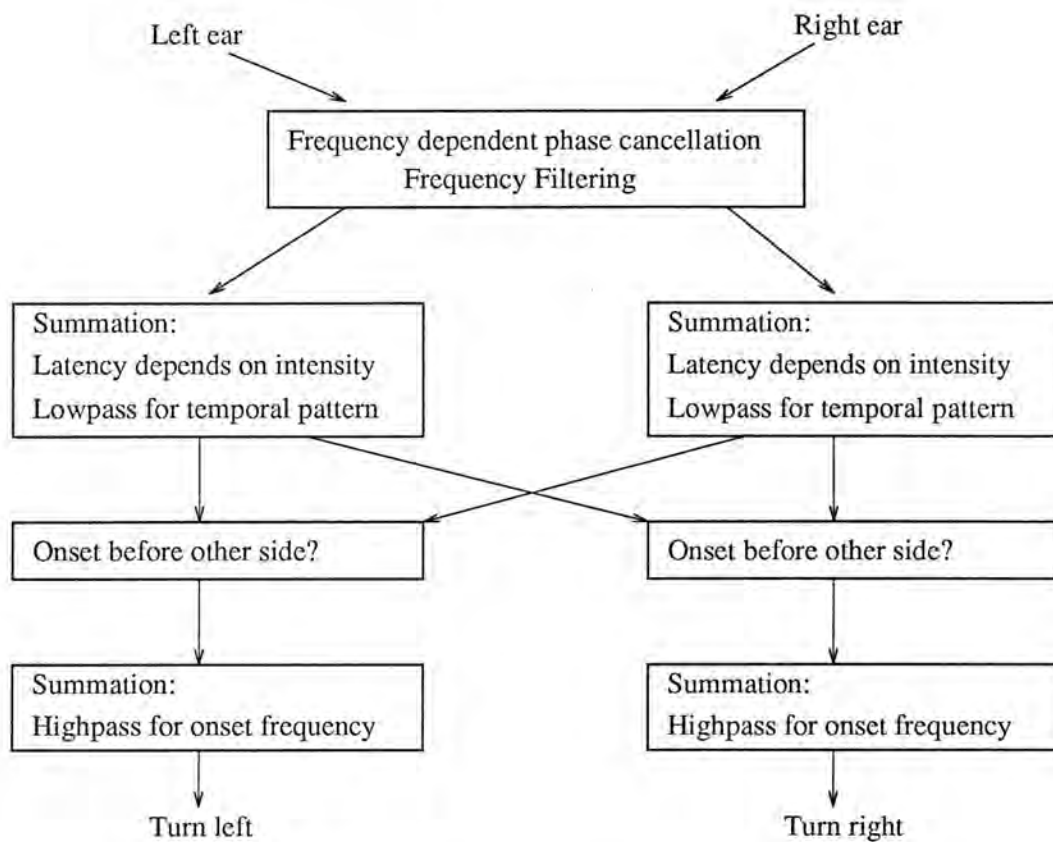 Left ear
Right ear
Frequency dependent phase cancellation
Frequency Filtering
Summation:
Latency depends on intensity
Lowpass for temporal pattern
Summation:
Latency depends on intensity
Lowpass for temporal pattern
Onset before other side?
Onset before other side?
Summation:
Highpass for onset frequency
Summation:
Highpass for onset frequency
Turn left
Turn right